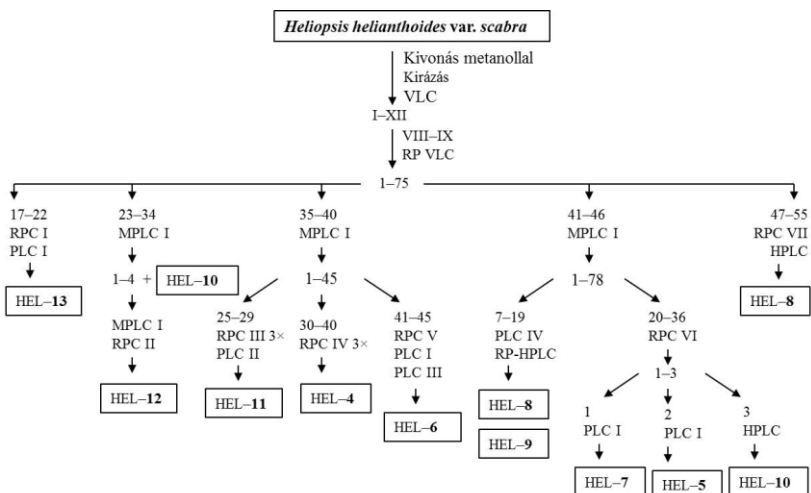 Heliopsis helianthoides var. scabra
Kivonás metanollal
Kirázás
VLC
I–XII
VIII–IX
RP VLC
1–75
17–22
RPC I
PLC I
HEL–13
23–34
MPLC I
1–4 + HEL–10
MPLC I
RPC II
HEL–12
35–40
MPLC I
1–45
25–29
RPC III 3×
PLC II
HEL–11
30–40
RPC IV 3×
HEL–4
41–45
RPC V
PLC I
PLC III
HEL–6
41–46
MPLC I
1–78
7–19
PLC IV
RP-HPLC
HEL–8
HEL–9
20–36
RPC VI
1–3
1
PLC I
HEL–7
2
PLC I
HEL–5
3
HPLC
HEL–10
47–55
RPC VII
HPLC
HEL–8